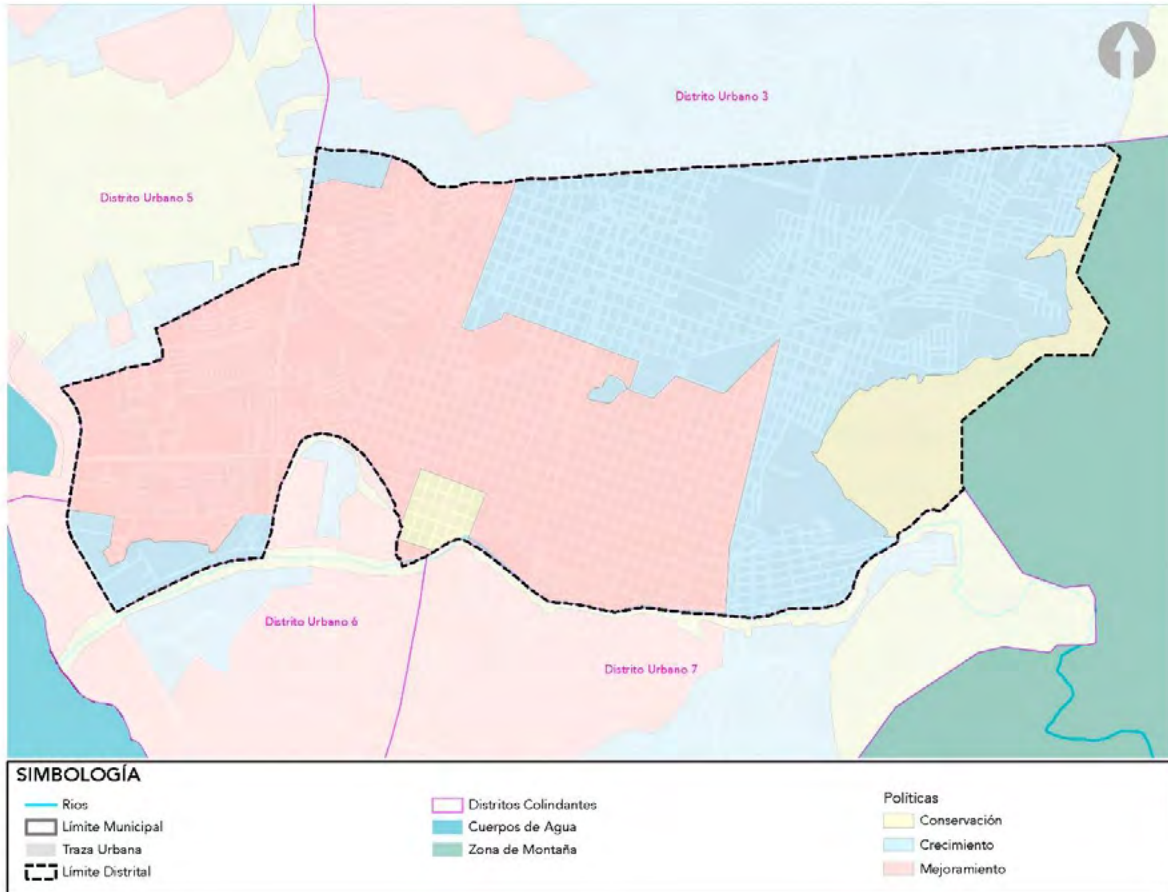 Distrito Urbano 3
Distrito Urbano 5
Distrito Urbano 6
Distrito Urbano 7
SIMBOLOGÍA
Rios
Límite Municipal
Traza Urbana
Límite Distrital
Distritos Colindantes
Cuerpos de Agua
Zona de Montaña
Políticas
Conservación
Crecimiento
Mejoramiento